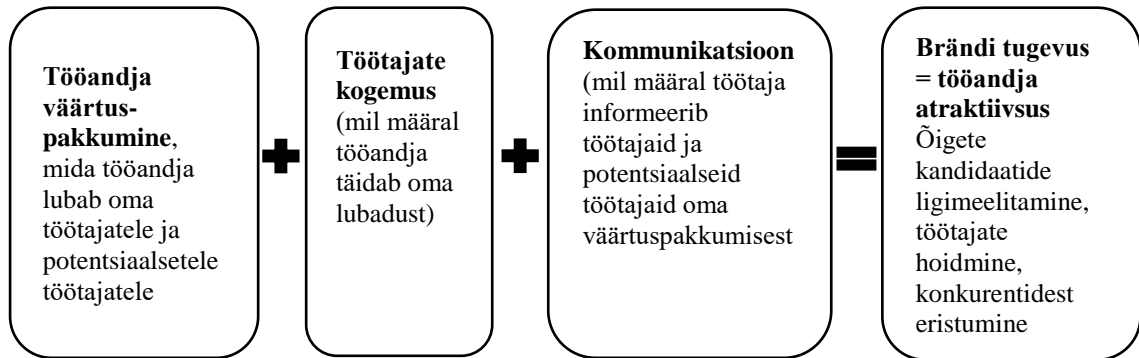 Tööandja
väärtus-
pakkumine,
mida tööandja
lubab oma
töötajatele ja
potentsiaalsetele
töötajatele
Töötajate
kogemus
(mil määral
tööandja
täidab oma
lubadust)
Kommunikatsioon
(mil määral töötaja
informeerib
töötajaid ja
potentsiaalseid
töötajaid oma
väärtuspakkumisest
Brändi tugevus
= tööandja
atraktiivsus
Õigete
kandidaatide
ligimeelitamine,
töötajate
hoidmine,
konkurentidest
eristumine